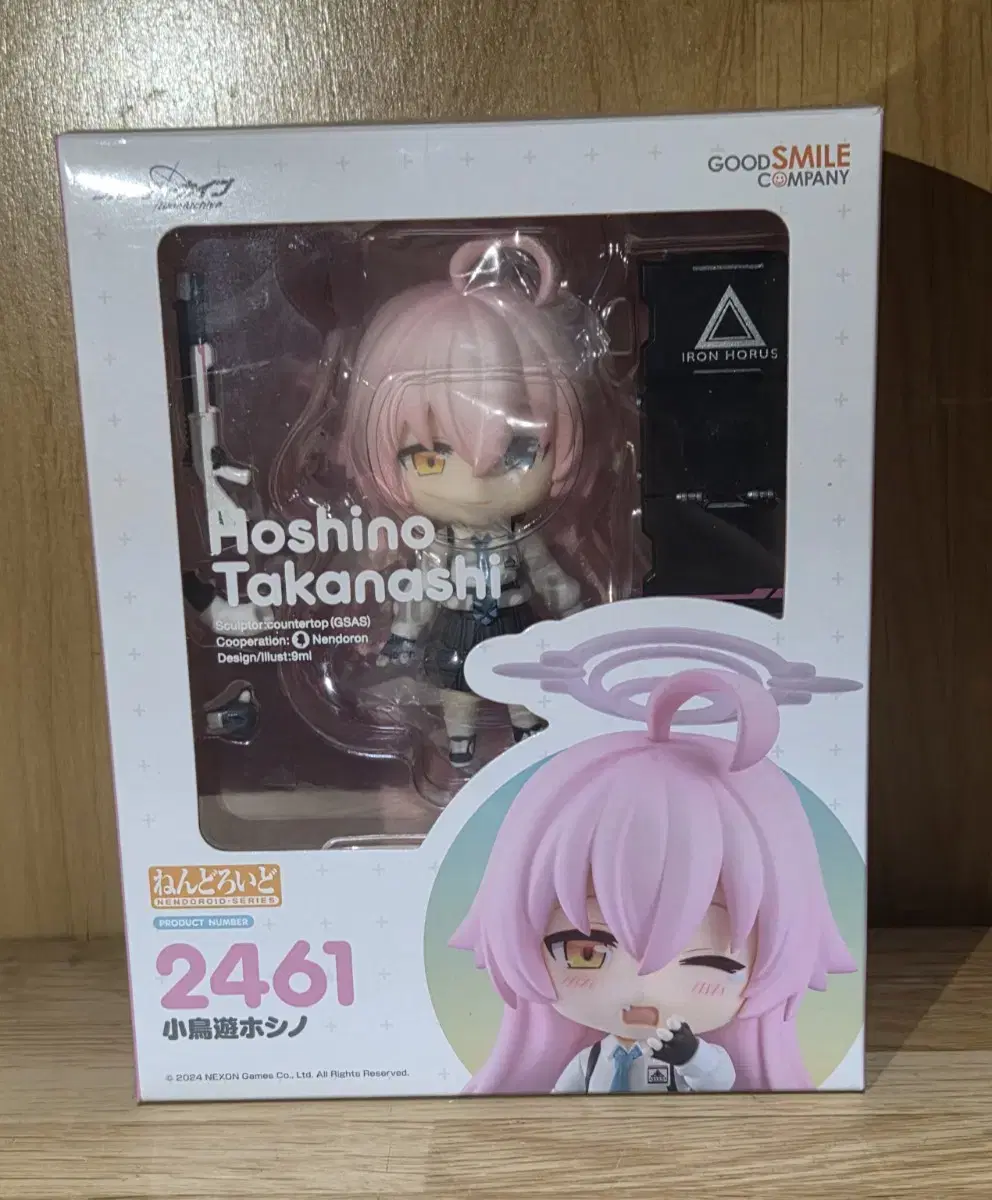 GOOD SMILE
COMPANY
IRON HORUS
Hoshino
Takanashi
Sculptor:countertop (GSAS)
Cooperation: Nendoron
Design/Illust:9ml
ねんどろいど
NENDOROID-SERIES
PRODUCT NUMBER
2461
小鳥遊ホシノ
© 2024 NEXON Games Co., Ltd. All Rights Reserved.